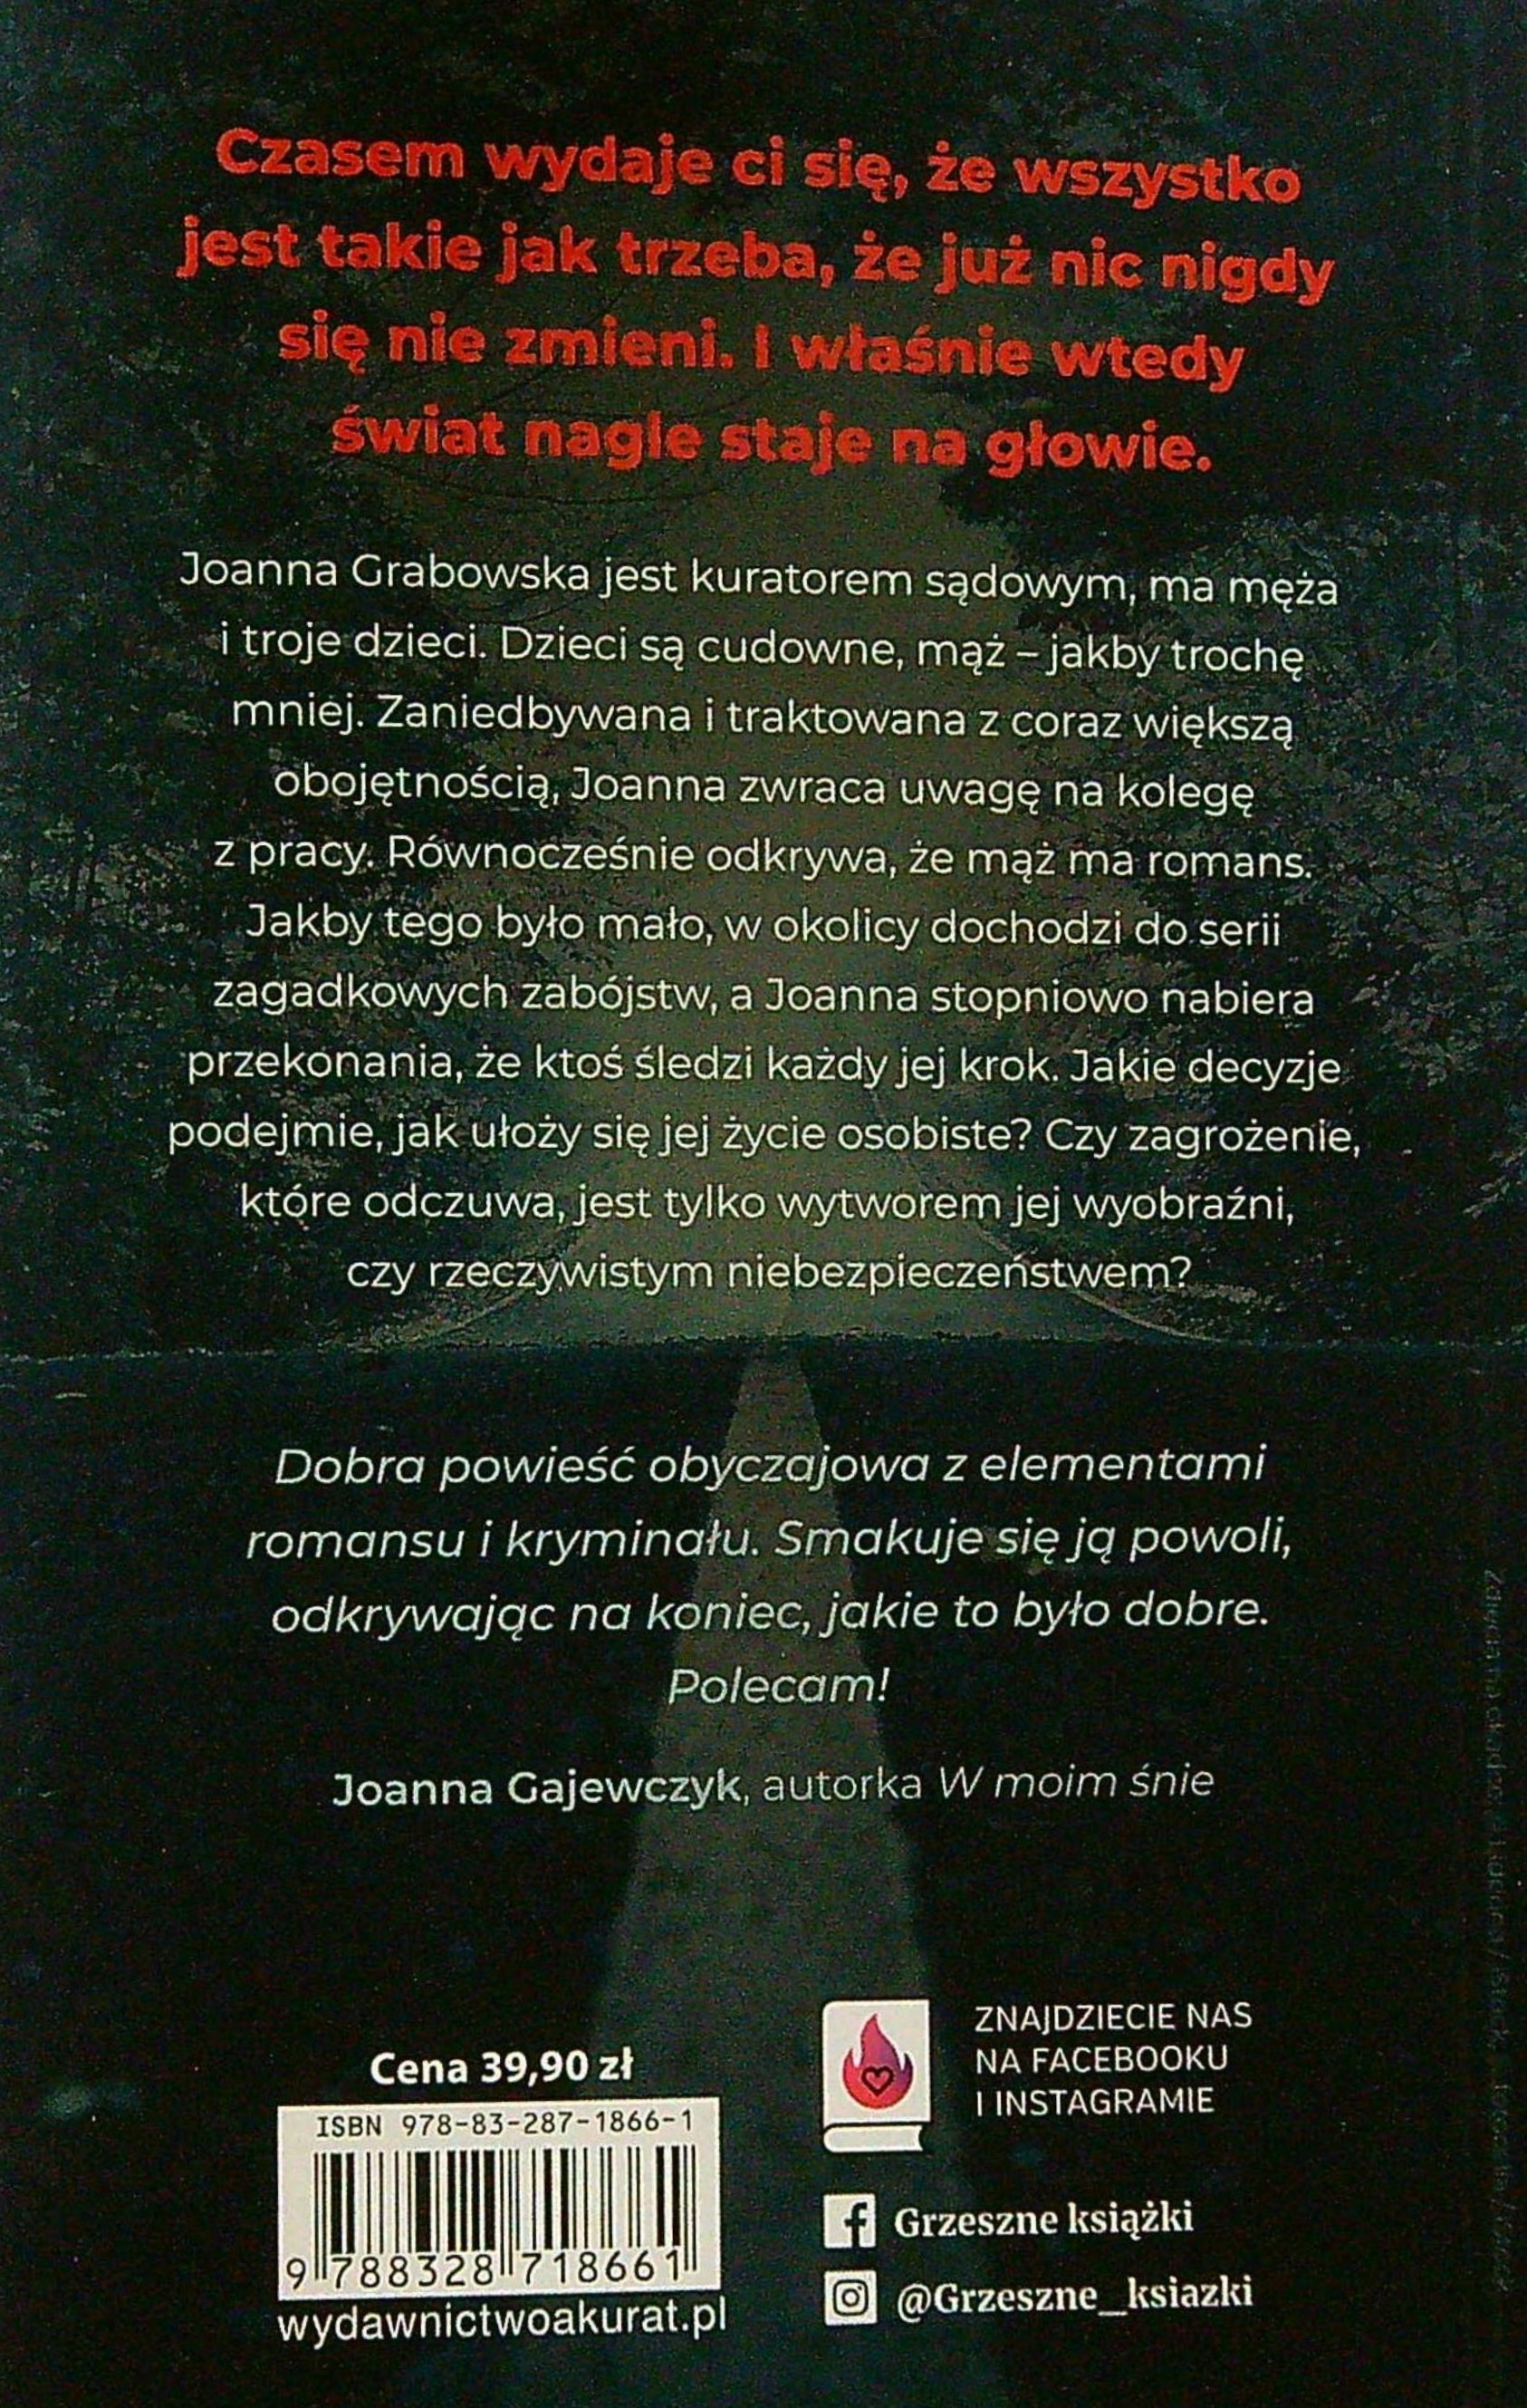 Czasem wydaje ci się, że wszystko
jest takie jak trzeba, że już nic nigdy
się nie zmieni. I właśnie wtedy
świat nagle staje na głowie.
Joanna Grabowska jest kuratorem sądowym, ma męża
i troje dzieci. Dzieci są cudowne, mąż – jakby trochę
mniej. Zaniedbywana i traktowana z coraz większą
obojętnością, Joanna zwraca uwagę na kolegę
z pracy. Równocześnie odkrywa, że mąż ma romans.
Jakby tego było mało, w okolicy dochodzi do serii
zagadkowych zabójstw, a Joanna stopniowo nabiera
przekonania, że ktoś śledzi każdy jej krok. Jakie decyzje
podejmie, jak ułoży się jej życie osobiste? Czy zagrożenie,
które odczuwa, jest tylko wytworem jej wyobraźni,
czy rzeczywistym niebezpieczeństwem?
Dobra powieść obyczajowa z elementami
romansu i kryminału. Smakuje się ją powoli,
odkrywając na koniec, jakie to było dobre.
Polecam!
Joanna Gajewczyk, autorka W moim śnie
Cena 39,90 zł
ISBN 978-83-287-1866-1
9 788328 718661
wydawnictwoakurat.pl
ZNAJDZIECIE NAS
NA FACEBOOKU
I INSTAGRAMIE
Grzeszne książki
@Grzeszne_ksiazki